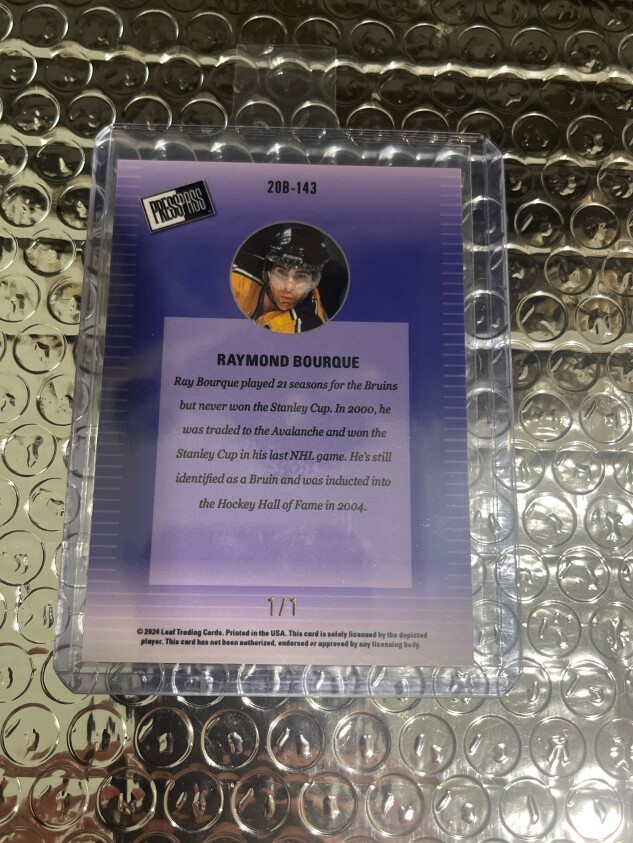 20B-143
PRESS PASS
RAYMOND BOURQUE
Ray Bourque played 21 seasons for the Bruins
but never won the Stanley Cup. In 2000, he
was traded to the Avalanche and won the
Stanley Cup in his last NHL game. He's still
identified as a Bruin and was inducted into
the Hockey Hall of Fame in 2004.
1/1
© 2024 Leaf Trading Cards. Printed in the USA. This card is solely licensed by the depicted
player. This card has not been authorized, endorsed or approved by any licensing body.